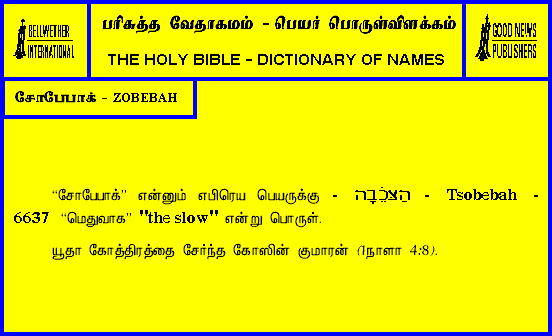 BELLWETHER
INTERNATIONAL
பரிசுத்த வேதாகமம் - பெயர் பொருள்விளக்கம்
THE HOLY BIBLE - DICTIONARY OF NAMES
GOOD NEWS
PUBLISHERS
சோபேபாக் - ZOBEBAH
“சோபேபாக்” என்னும் எபிரெய பெயருக்கு - הַצֹּבֵבָה - Tsobebah -
6637 “மெதுவாக” "the slow" என்று பொருள்.
யூதா கோத்திரத்தை சேர்ந்த கோஸின் குமாரன் (1நாளா 4:8).